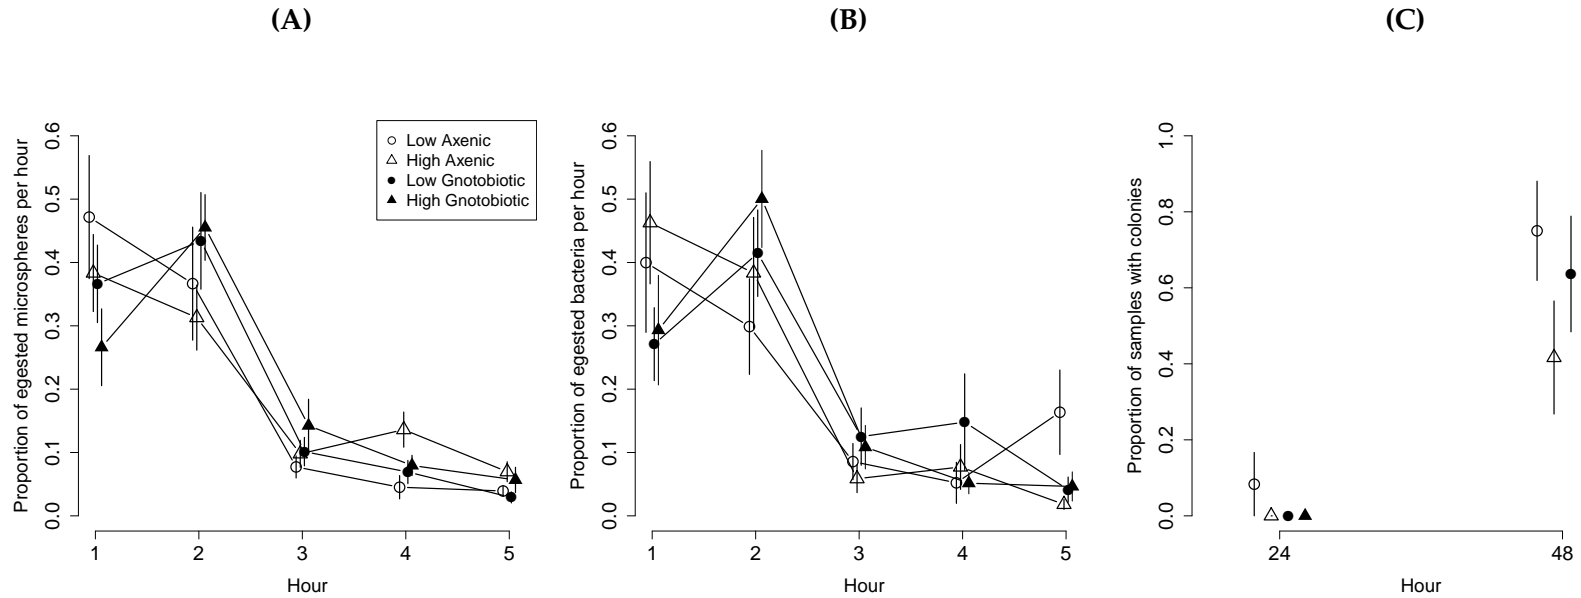 (A)
(B)
(C)
Proportion of egested microspheres per hour
0.0 0.1 0.2 0.3 0.4 0.5 0.6
Low Axenic
High Axenic
Low Gnotobiotic
High Gnotobiotic
1 2 3 4 5
Hour
Proportion of egested bacteria per hour
0.0 0.1 0.2 0.3 0.4 0.5 0.6
1 2 3 4 5
Hour
Proportion of samples with colonies
0.0 0.2 0.4 0.6 0.8 1.0
24 48
Hour